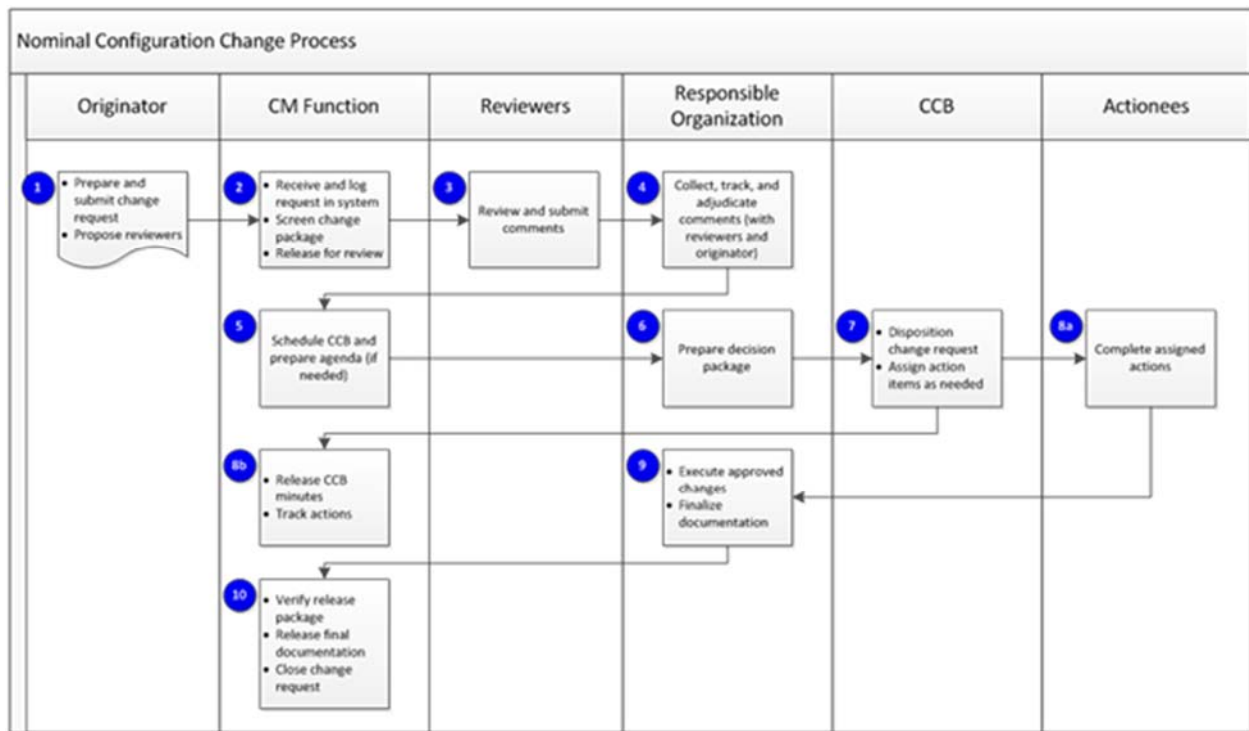 Nominal Configuration Change Process
Originator
CM Function
Reviewers
Responsible
Organization
CCB
Actionees
1
• Prepare and
submit change
request
• Propose reviewers
2
• Receive and log
request in system
• Screen change
package
• Release for review
3
Review and submit
comments
4
Collect, track, and
adjudicate
comments (with
reviewers and
originator)
5
Schedule CCB and
prepare agenda (if
needed)
6
Prepare decision
package
7
• Disposition
change request
• Assign action
items as needed
8a
Complete assigned
actions
8b
• Release CCB
minutes
• Track actions
9
• Execute approved
changes
• Finalize
documentation
10
• Verify release
package
• Release final
documentation
• Close change
request